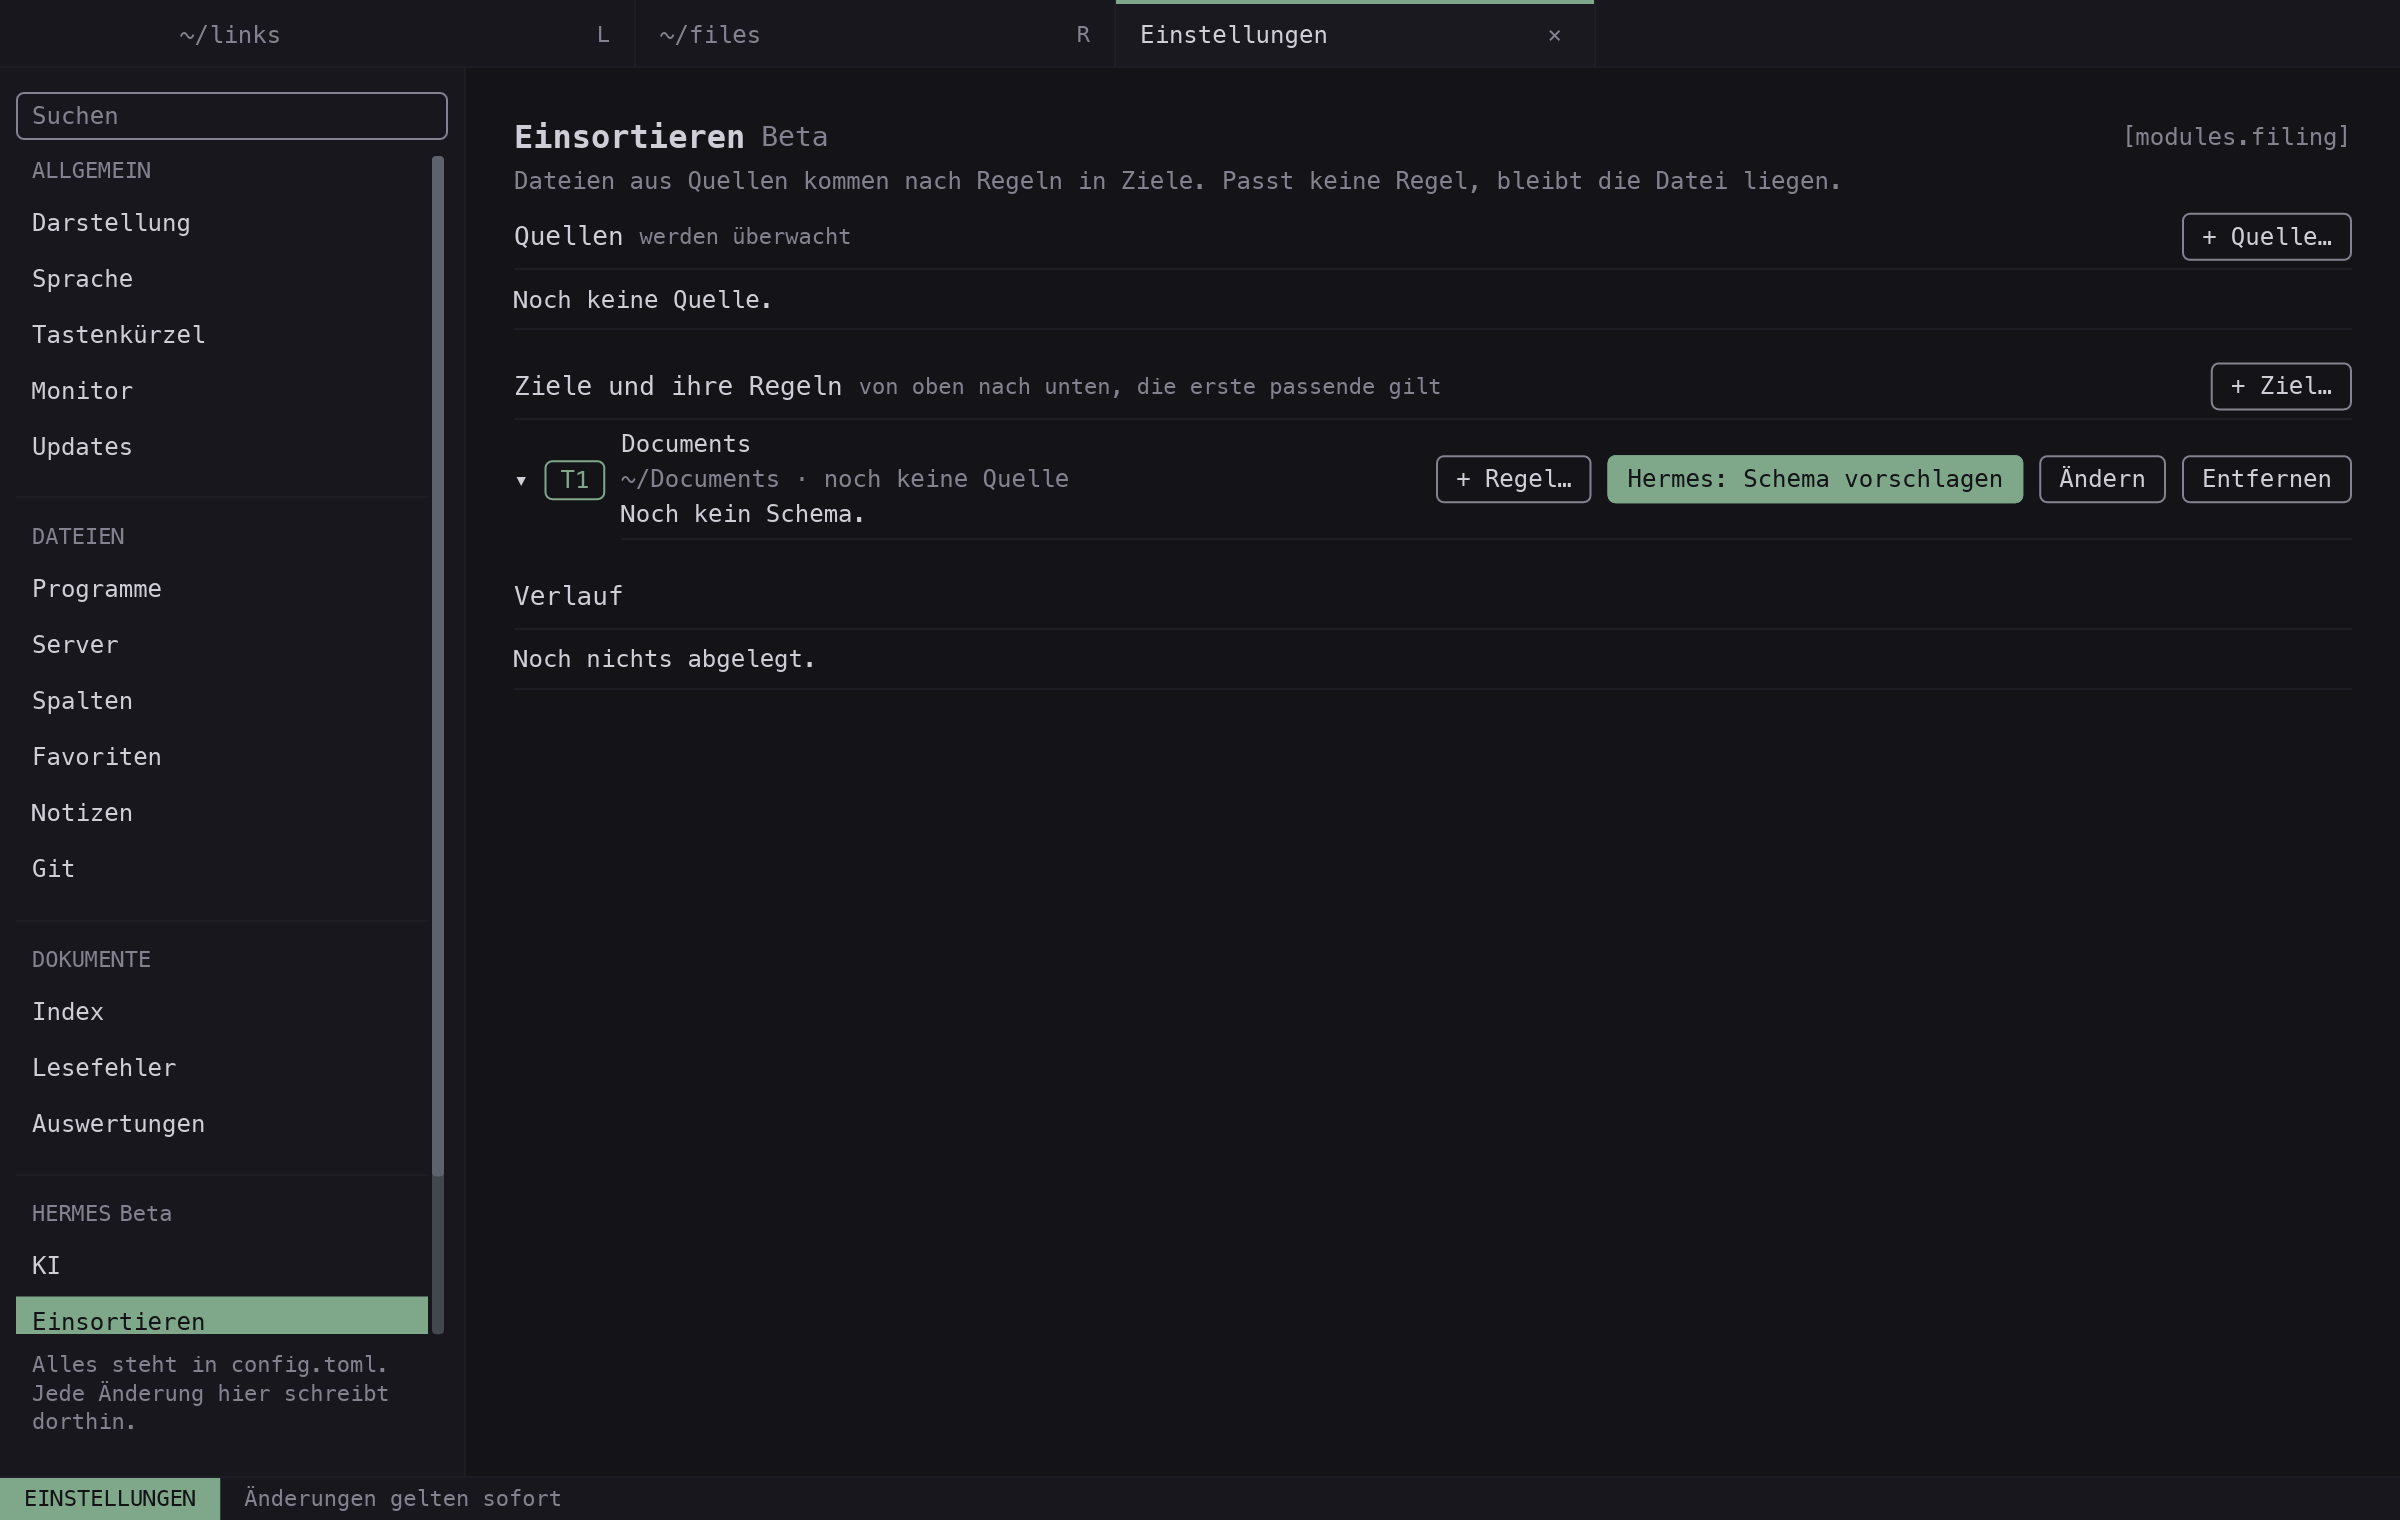 ~/links L ~/files R Einstellungen ×
Suchen
ALLGEMEIN
Darstellung
Sprache
Tastenkürzel
Monitor
Updates
DATEIEN
Programme
Server
Spalten
Favoriten
Notizen
Git
DOKUMENTE
Index
Lesefehler
Auswertungen
HERMES Beta
KI
Einsortieren
Alles steht in config.toml.
Jede Änderung hier schreibt
dorthin.
Einsortieren Beta [modules.filing]
Dateien aus Quellen kommen nach Regeln in Ziele. Passt keine Regel, bleibt die Datei liegen.
Quellen werden überwacht + Quelle…
Noch keine Quelle.
Ziele und ihre Regeln von oben nach unten, die erste passende gilt + Ziel…
Documents
▾ T1 ~/Documents · noch keine Quelle + Regel… Hermes: Schema vorschlagen Ändern Entfernen
Noch kein Schema.
Verlauf
Noch nichts abgelegt.
EINSTELLUNGEN Änderungen gelten sofort